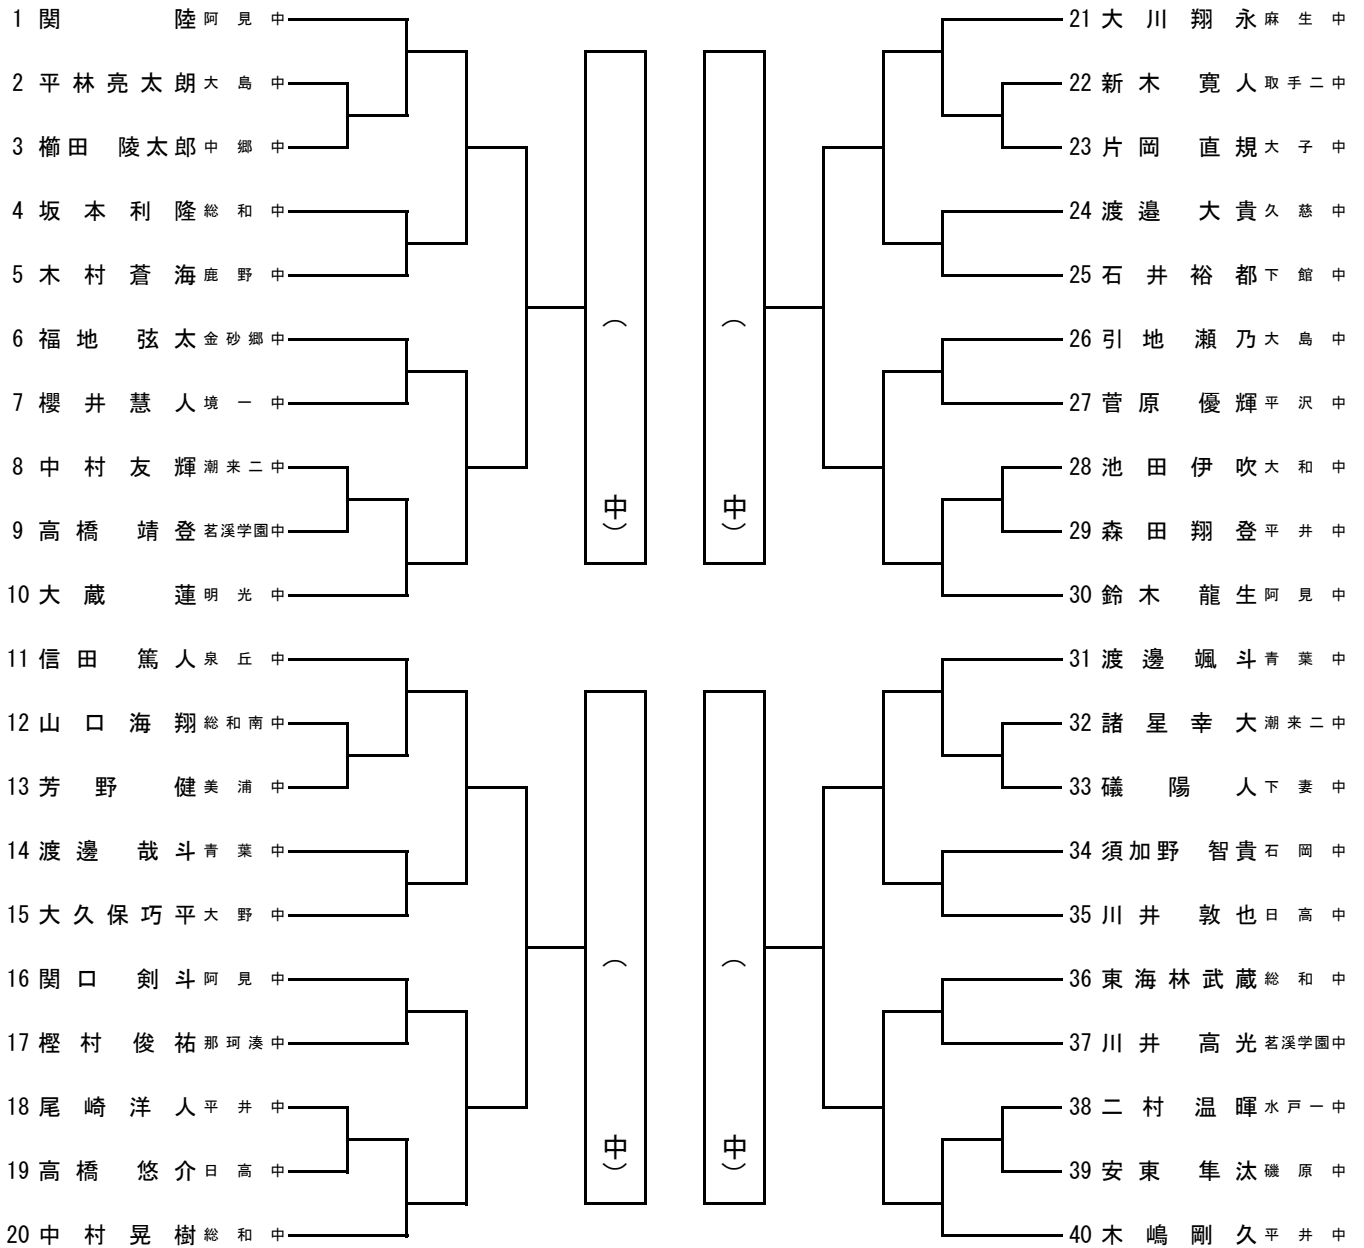 1 関 陸 阿見中
2 平林亮太朗 大島中
3 櫛田 陵太郎 中郷中
4 坂本利隆 総和中
5 木村蒼海 鹿野中
6 福地 弦太 金砂郷中
7 櫻井慧人 境一中
8 中村友輝 潮来二中
9 高橋 靖登 茗溪学園中
10 大蔵 蓮 明光中
11 信田 篤人 泉丘中
12 山口海翔 総和南中
13 芳野 健 美浦中
14 渡邊 哉斗 青葉中
15 大久保巧平 大野中
16 関口 剣斗 阿見中
17 樫村 俊祐 那珂湊中
18 尾崎洋人 平井中
19 高橋 悠介 日高中
20 中村晃樹 総和中
( 中)
( 中)
( 中)
( 中)
21 大川翔永 麻生中
22 新木 寛人 取手二中
23 片岡 直規 大子中
24 渡邉 大貴 久慈中
25 石井裕都 下館中
26 引地 瀬乃 大島中
27 菅原 優輝 平沢中
28 池田伊吹 大和中
29 森田翔登 平井中
30 鈴木 龍生 阿見中
31 渡邊 颯斗 青葉中
32 諸星幸大 潮来二中
33 礒 陽人 下妻中
34 須加野 智貴 石岡中
35 川井 敦也 日高中
36 東海林武蔵 総和中
37 川井 高光 茗溪学園中
38 二村温暉 水戸一中
39 安東 隼汰 磯原中
40 木嶋剛久 平井中